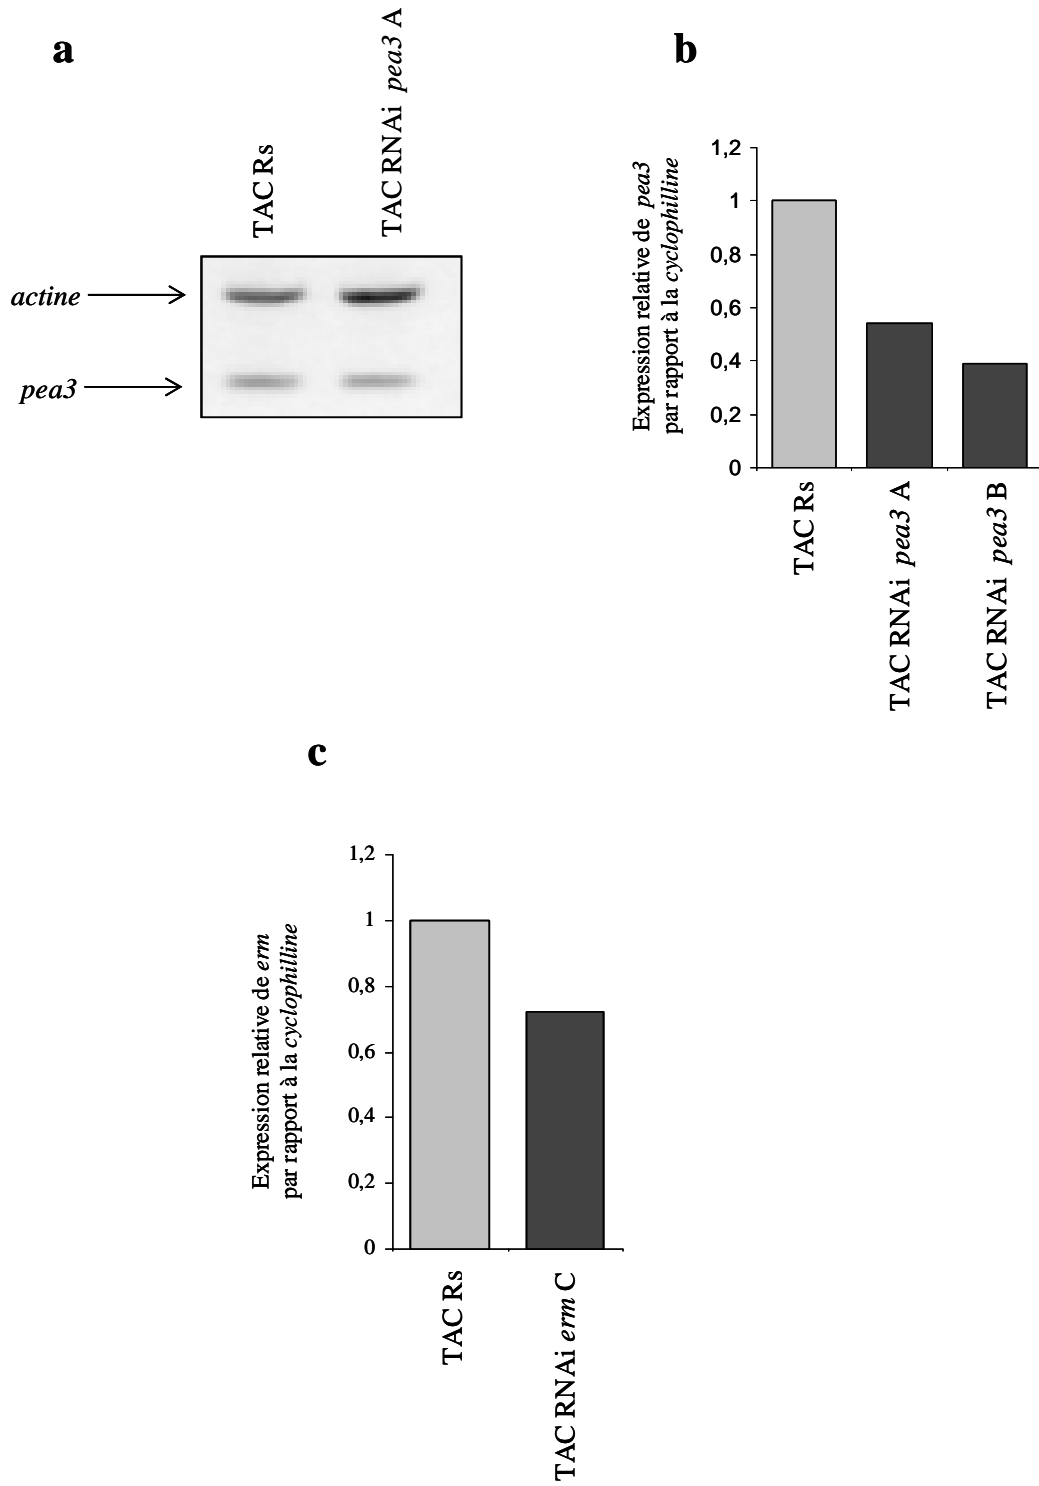 a
TAC Rs
TAC RNAi pea3 A
actine
pea3
b
Expression relative de pea3
par rapport à la cyclophilline
1,2
1
0,8
0,6
0,4
0,2
0
TAC Rs
TAC RNAi pea3 A
TAC RNAi pea3 B
c
Expression relative de erm
par rapport à la cyclophilline
1,2
1
0,8
0,6
0,4
0,2
0
TAC Rs
TAC RNAi erm C